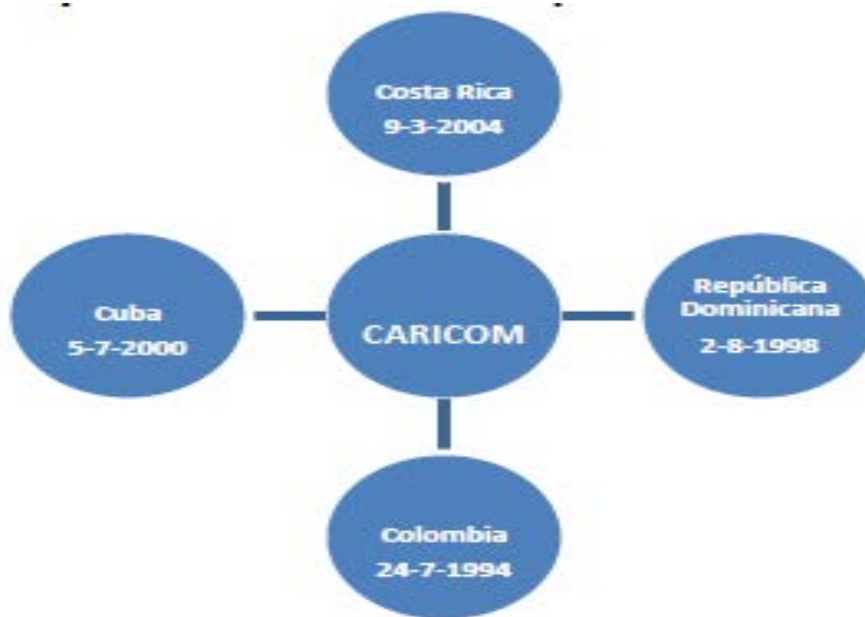 Costa Rica
9-3-2004
Cuba
5-7-2000
CARICOM
República
Dominicana
2-8-1998
Colombia
24-7-1994